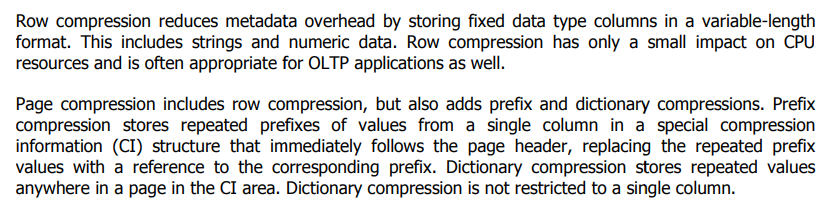 Row compression reduces metadata overhead by storing fixed data type columns in a variable-length
format. This includes strings and numeric data. Row compression has only a small impact on CPU
resources and is often appropriate for OLTP applications as well.
Page compression includes row compression, but also adds prefix and dictionary compressions. Prefix
compression stores repeated prefixes of values from a single column in a special compression
information (CI) structure that immediately follows the page header, replacing the repeated prefix
values with a reference to the corresponding prefix. Dictionary compression stores repeated values
anywhere in a page in the CI area. Dictionary compression is not restricted to a single column.